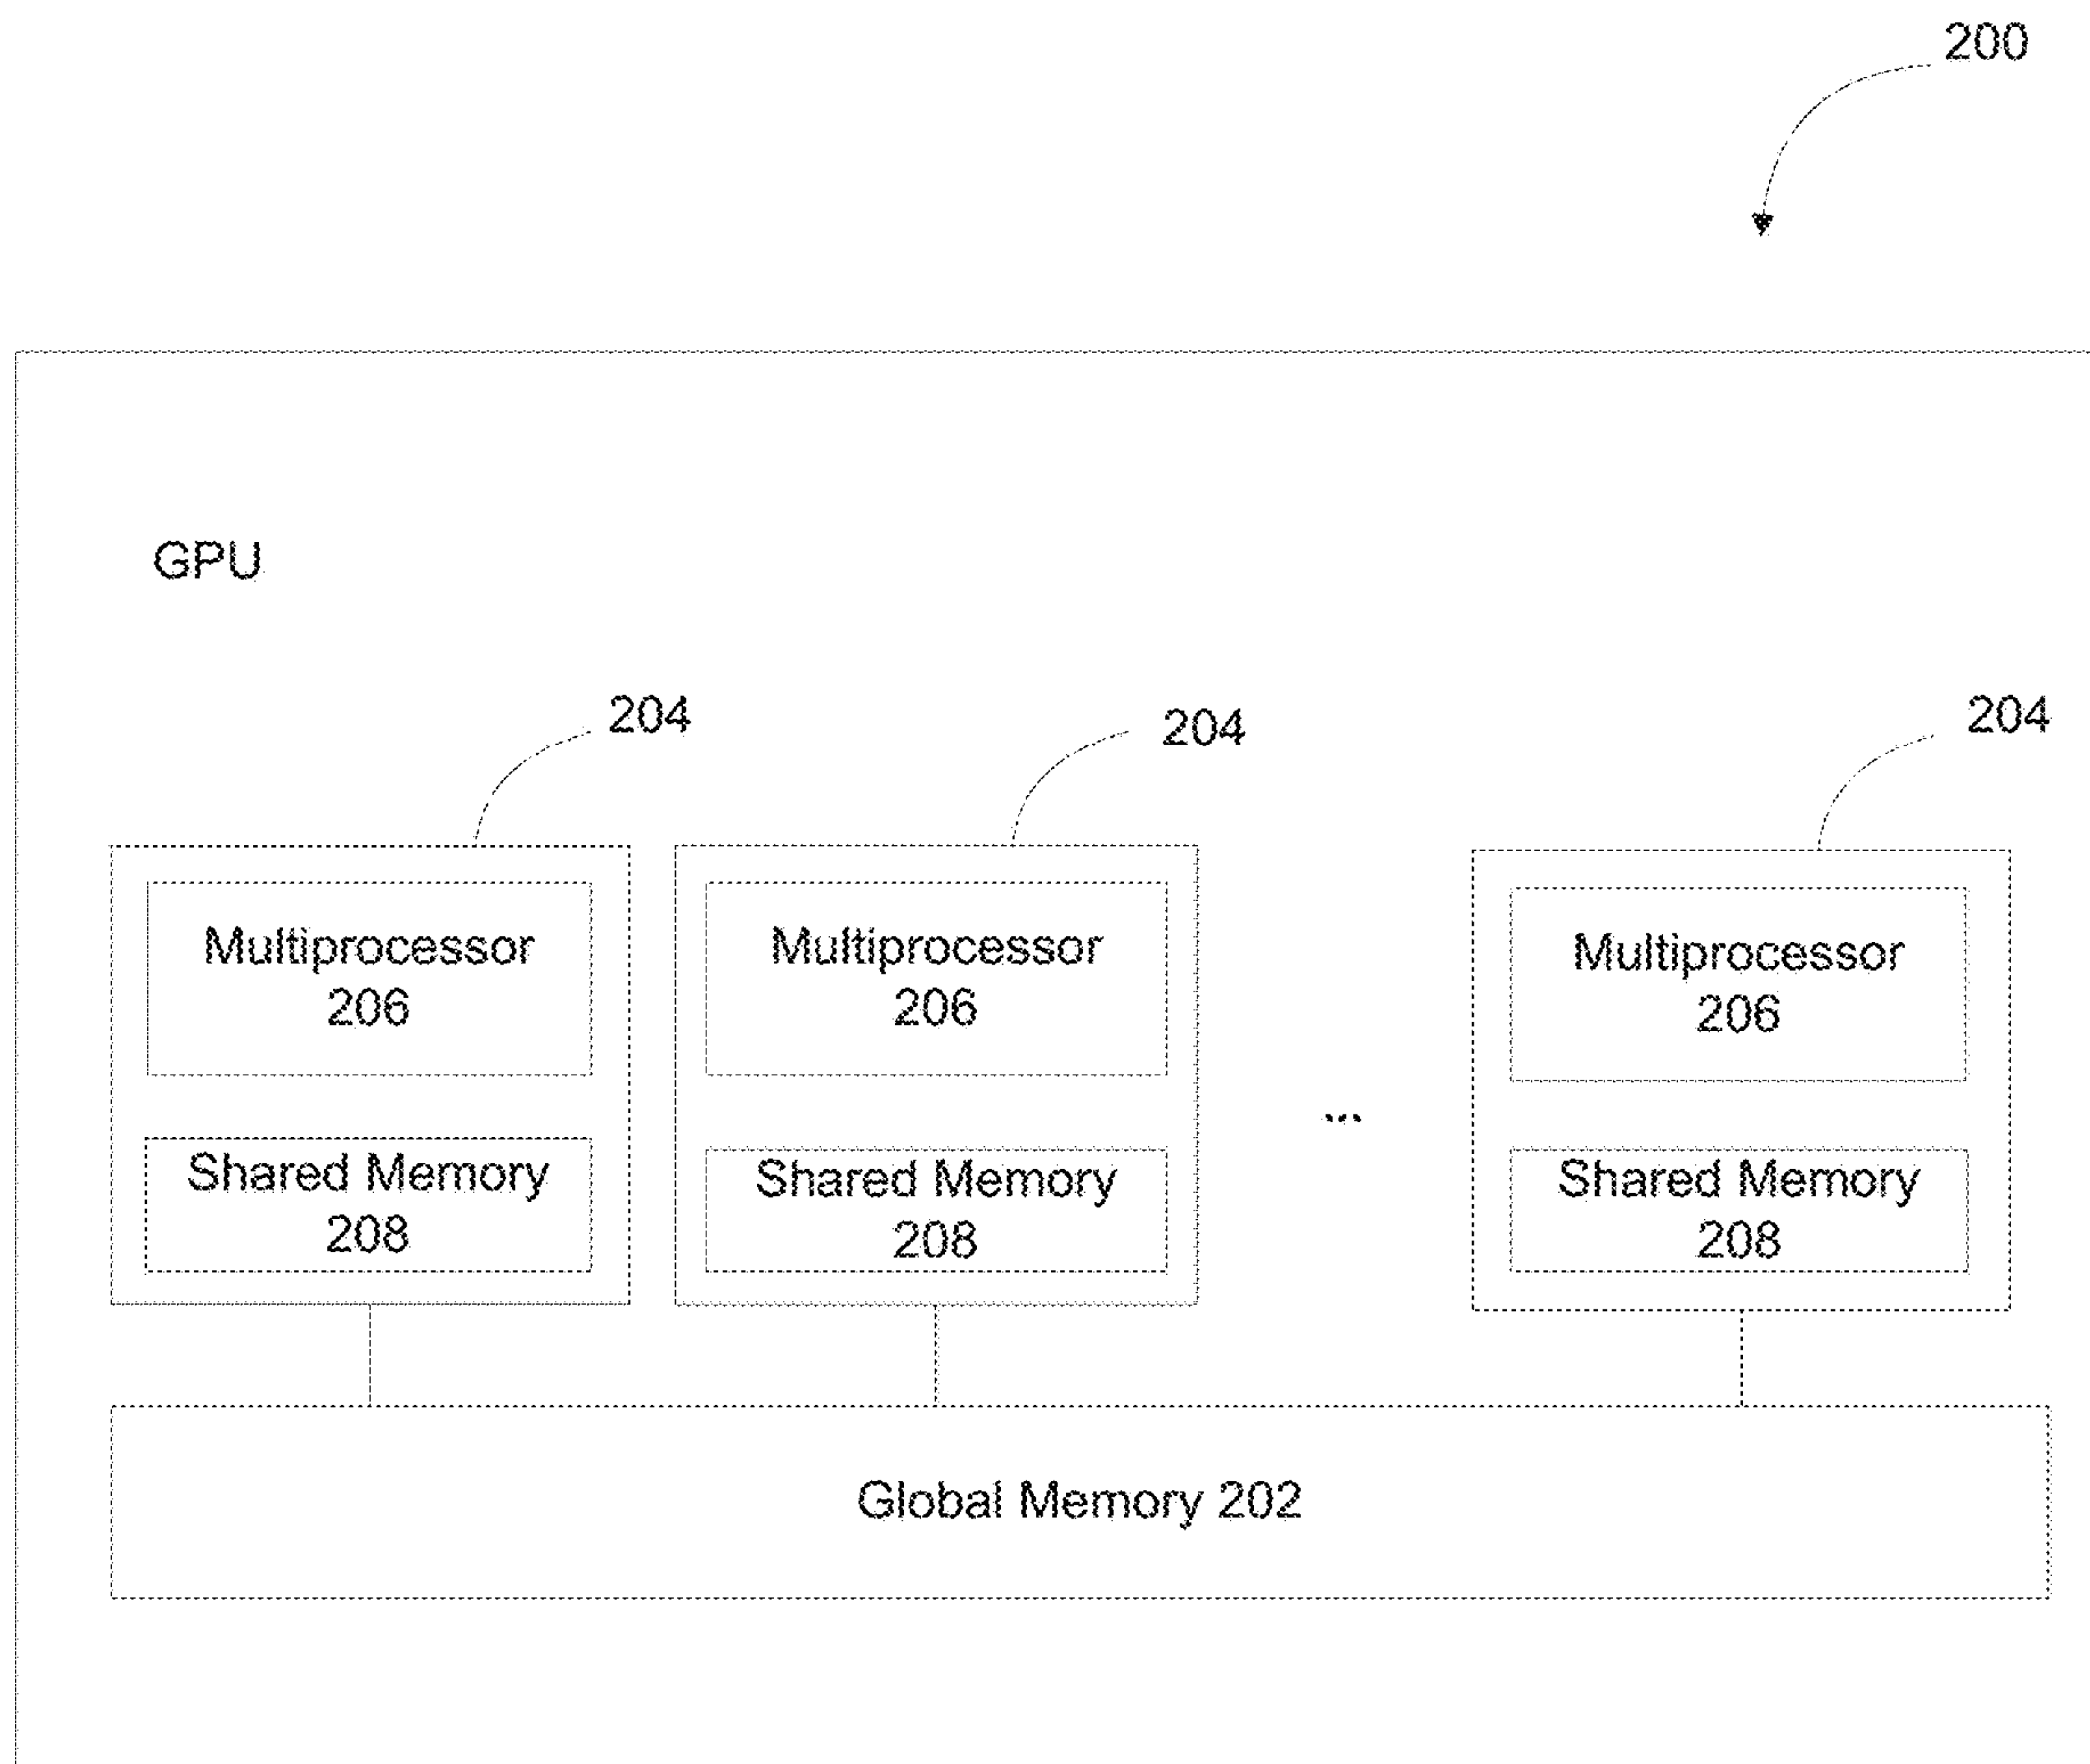 200
GPU
204
204
204
Multiprocessor
206
Multiprocessor
206
Multiprocessor
206
...
Shared Memory
208
Shared Memory
208
Shared Memory
208
Global Memory 202